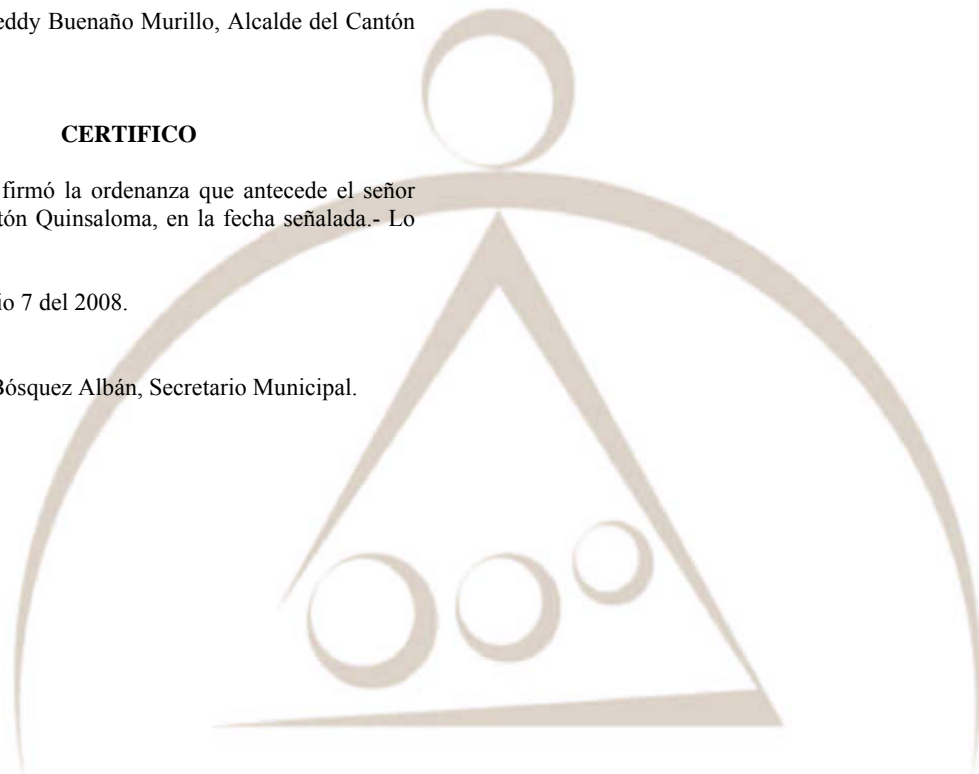 eddy Buenaño Murillo, Alcalde del Cantón
CERTIFICO
firmó la ordenanza que antecede el señor
tón Quinsaloma, en la fecha señalada.- Lo
io 7 del 2008.
Bósquez Albán, Secretario Municipal.